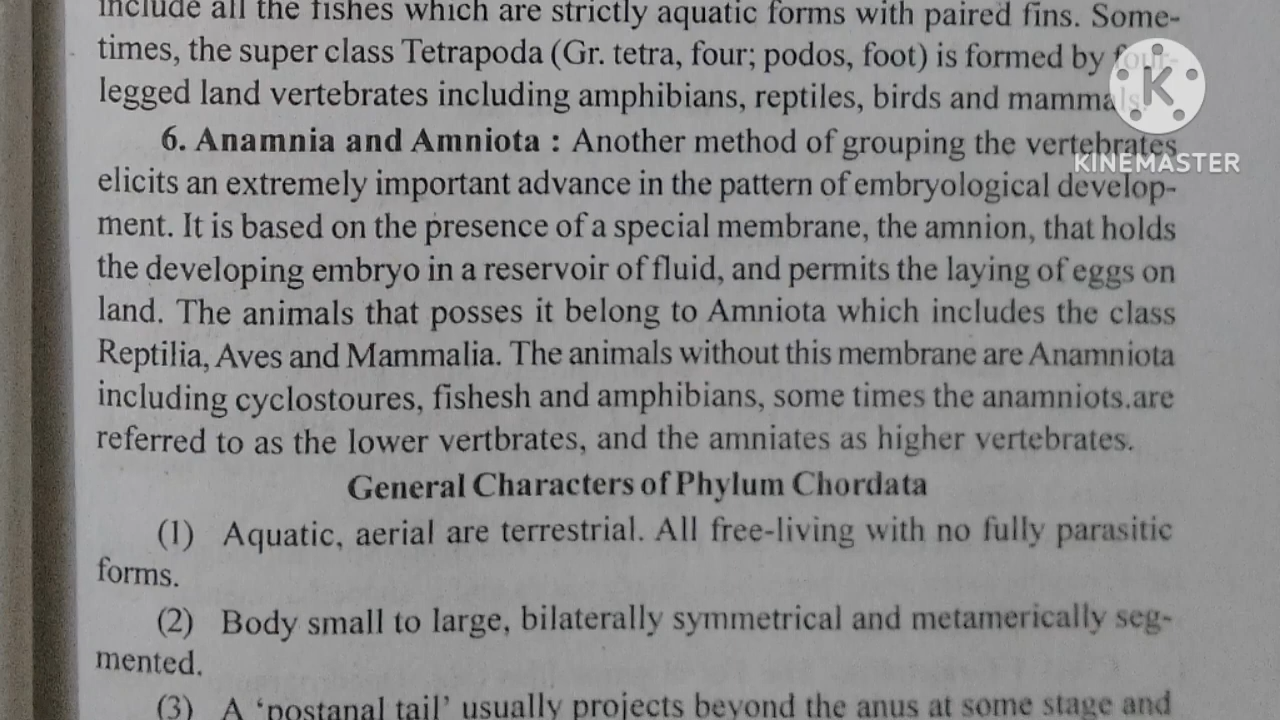 include all the fishes which are strictly aquatic forms with paired fins. Some-
times, the super class Tetrapoda (Gr. tetra, four; podos, foot) is formed by four-
legged land vertebrates including amphibians, reptiles, birds and mammals.
6. Anamnia and Amniota : Another method of grouping the vertebrates
KINEMASTER
elicits an extremely important advance in the pattern of embryological develop-
ment. It is based on the presence of a special membrane, the amnion, that holds
the developing embryo in a reservoir of fluid, and permits the laying of eggs on
land. The animals that posses it belong to Amniota which includes the class
Reptilia, Aves and Mammalia. The animals without this membrane are Anamniota
including cyclostoures, fishesh and amphibians, some times the anamniots.are
referred to as the lower vertbrates, and the amniates as higher vertebrates.
General Characters of Phylum Chordata
(1) Aquatic, aerial are terrestrial. All free-living with no fully parasitic
forms.
(2) Body small to large, bilaterally symmetrical and metamerically seg-
mented.
(3) A ‘postanal tail’ usually projects beyond the anus at some stage and